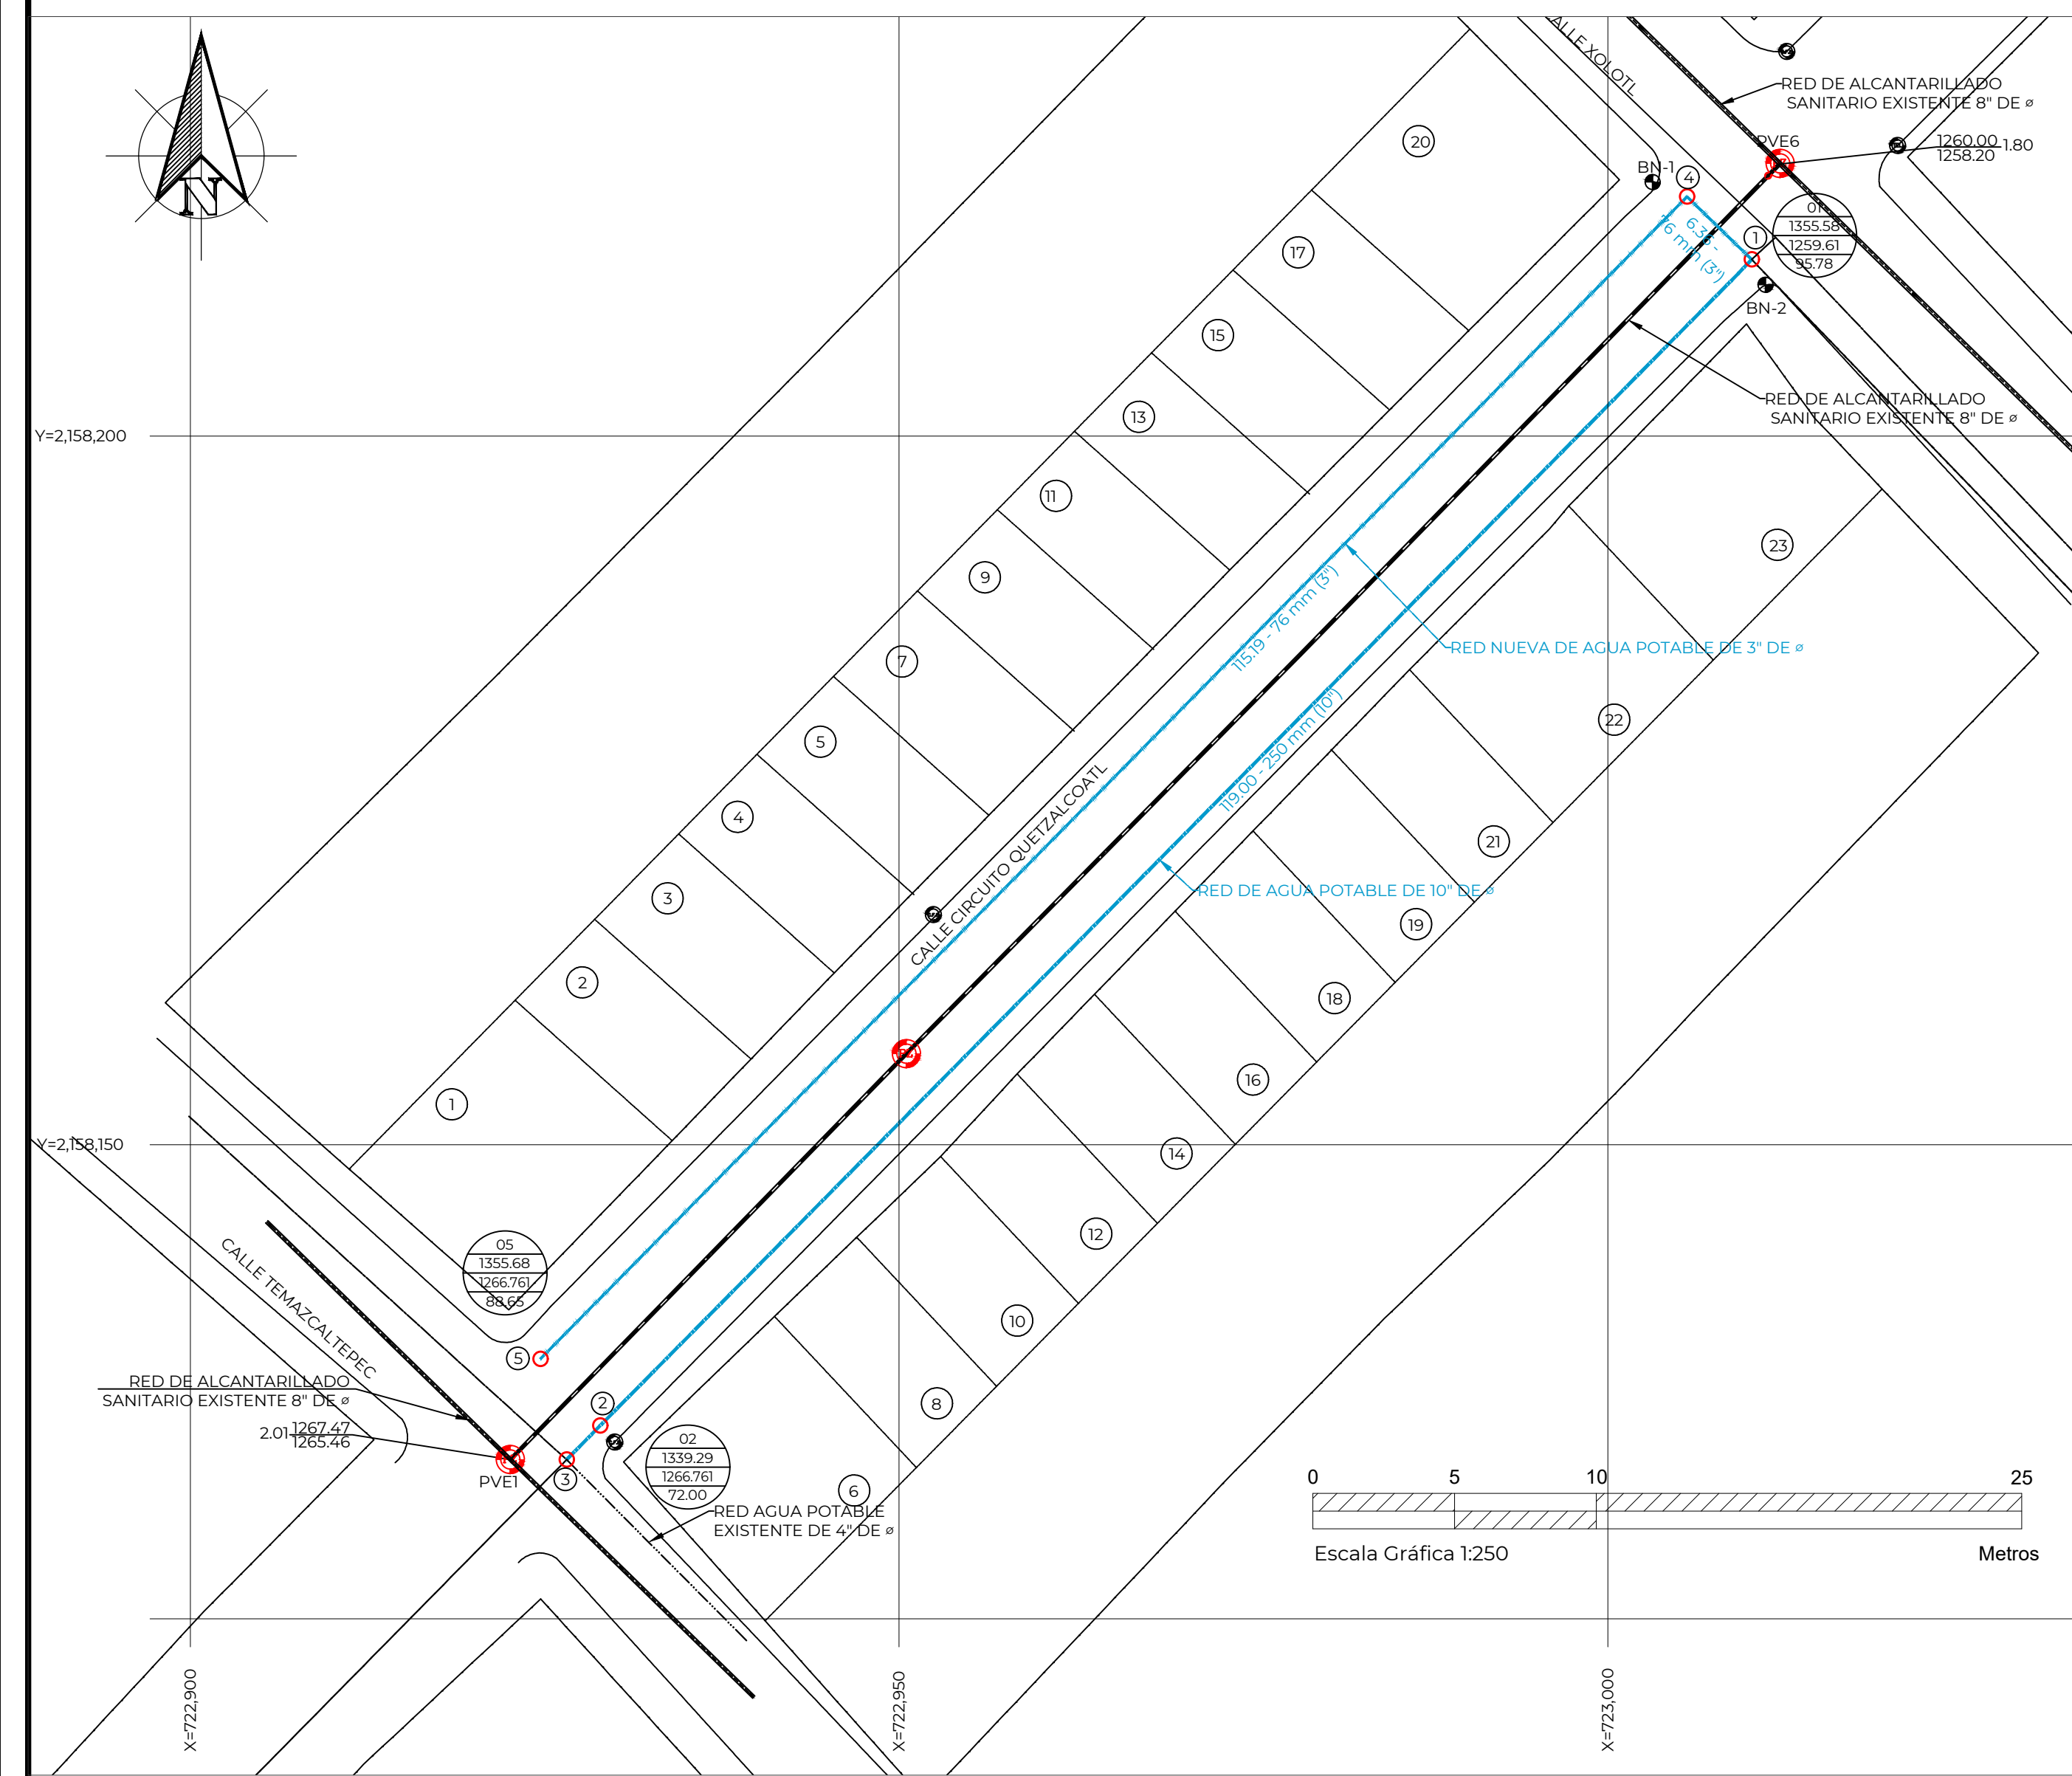 N
CALLE XOLOTL
RED DE ALCANTARILLADO
SANITARIO EXISTENTE 8" DE ø
PVE6
1260.00
1258.20
1.80
BN-1
4
1
01
1355.58
1259.61
95.78
6.35 -
76 mm (3")
BN-2
RED DE ALCANTARILLADO
SANITARIO EXISTENTE 8" DE ø
20
17
15
13
11
9
7
5
4
3
2
1
Y=2,158,200
23
22
21
19
18
16
14
12
10
8
6
115.19 - 76 mm (3")
RED NUEVA DE AGUA POTABLE DE 3" DE ø
119.00 - 250 mm (10")
RED DE AGUA POTABLE DE 10" DE ø
CALLE CIRCUITO QUETZALCOATL
Y=2,158,150
05
1355.68
1266.761
88.65
CALLE TEMAZCALTEPEC
5
RED DE ALCANTARILLADO
SANITARIO EXISTENTE 8" DE ø
2.01
1267.47
1265.46
PVE1
2
3
02
1339.29
1266.761
72.00
RED AGUA POTABLE
EXISTENTE DE 4" DE ø
0 5 10 25
Escala Gráfica 1:250
Metros
X=722,900
X=722,950
X=723,000